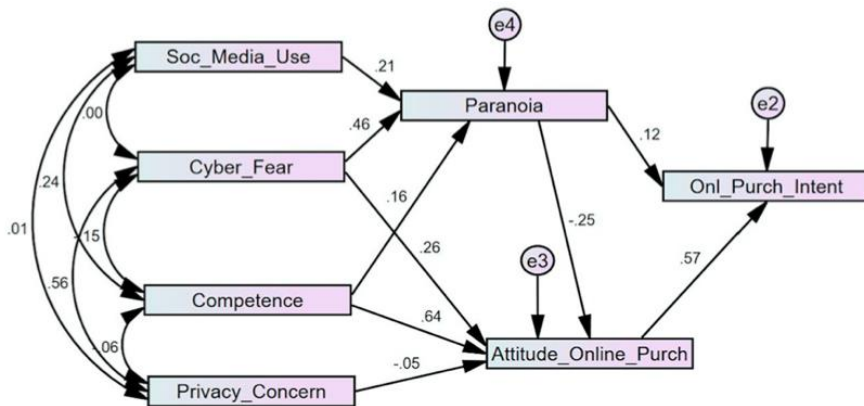 e4
Soc_Media_Use
.21
Paranoia
e2
.00
.46
.12
Cyber_Fear
Onl_Purch_Intent
.24
.16
.01
-.15
.26
-.25
e3
.57
.56
Competence
.64
-.06
Attitude_Online_Purch
-.05
Privacy_Concern